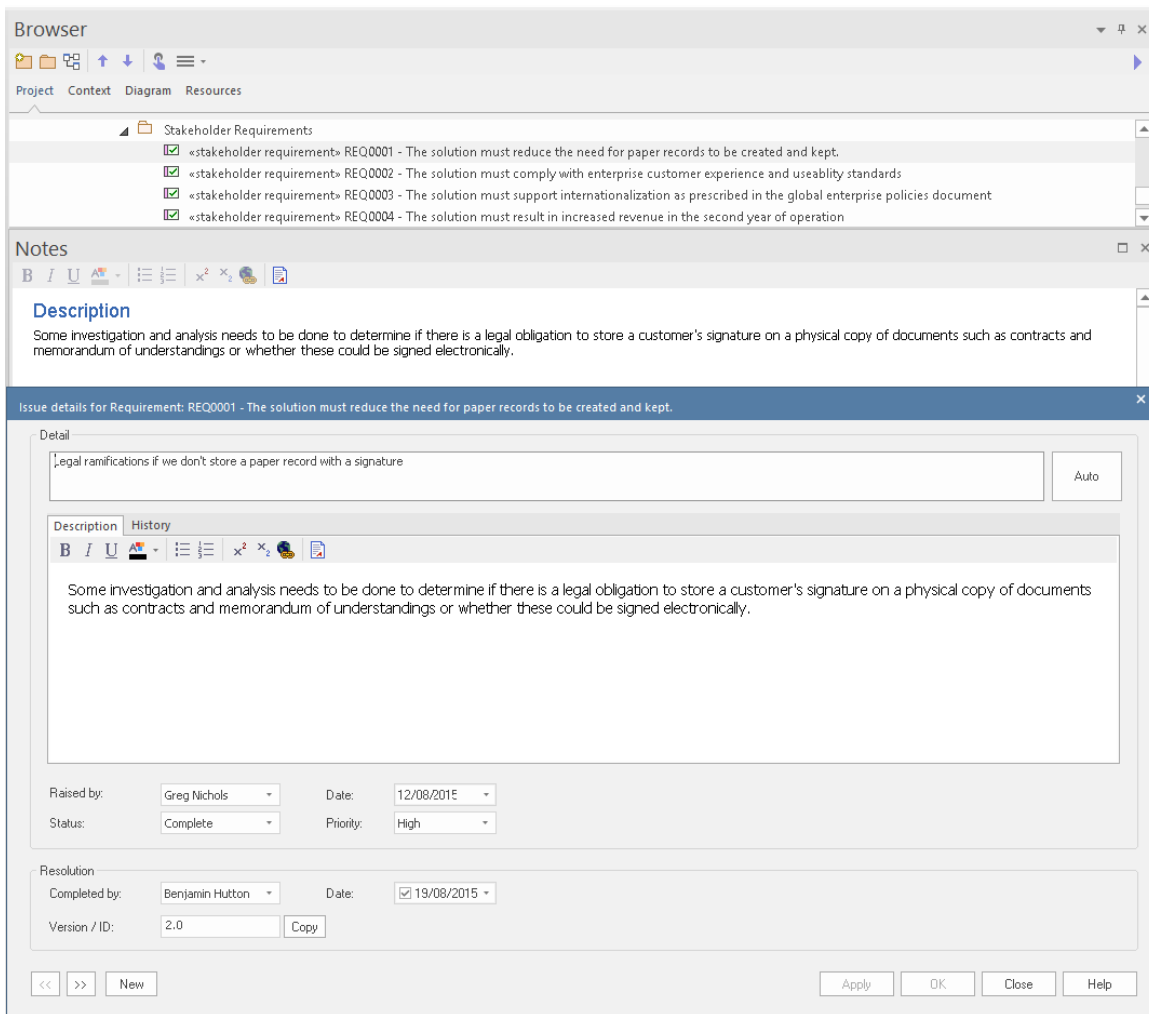 Browser
Project Context Diagram Resources
Stakeholder Requirements
«stakeholder requirement» REQ0001 - The solution must reduce the need for paper records to be created and kept.
«stakeholder requirement» REQ0002 - The solution must comply with enterprise customer experience and useablity standards
«stakeholder requirement» REQ0003 - The solution must support internationalization as prescribed in the global enterprise policies document
«stakeholder requirement» REQ0004 - The solution must result in increased revenue in the second year of operation
Notes
B I U A x² x₂
Description
Some investigation and analysis needs to be done to determine if there is a legal obligation to store a customer's signature on a physical copy of documents such as contracts and
memorandum of understandings or whether these could be signed electronically.
Issue details for Requirement: REQ0001 - The solution must reduce the need for paper records to be created and kept.
Detail
Legal ramifications if we don't store a paper record with a signature
Auto
Description History
B I U A x² x₂
Some investigation and analysis needs to be done to determine if there is a legal obligation to store a customer's signature on a physical copy of documents
such as contracts and memorandum of understandings or whether these could be signed electronically.
Raised by: Greg Nichols Date: 12/08/2015
Status: Complete Priority: High
Resolution
Completed by: Benjamin Hutton Date: 19/08/2015
Version / ID: 2.0 Copy
<< >> New Apply OK Close Help